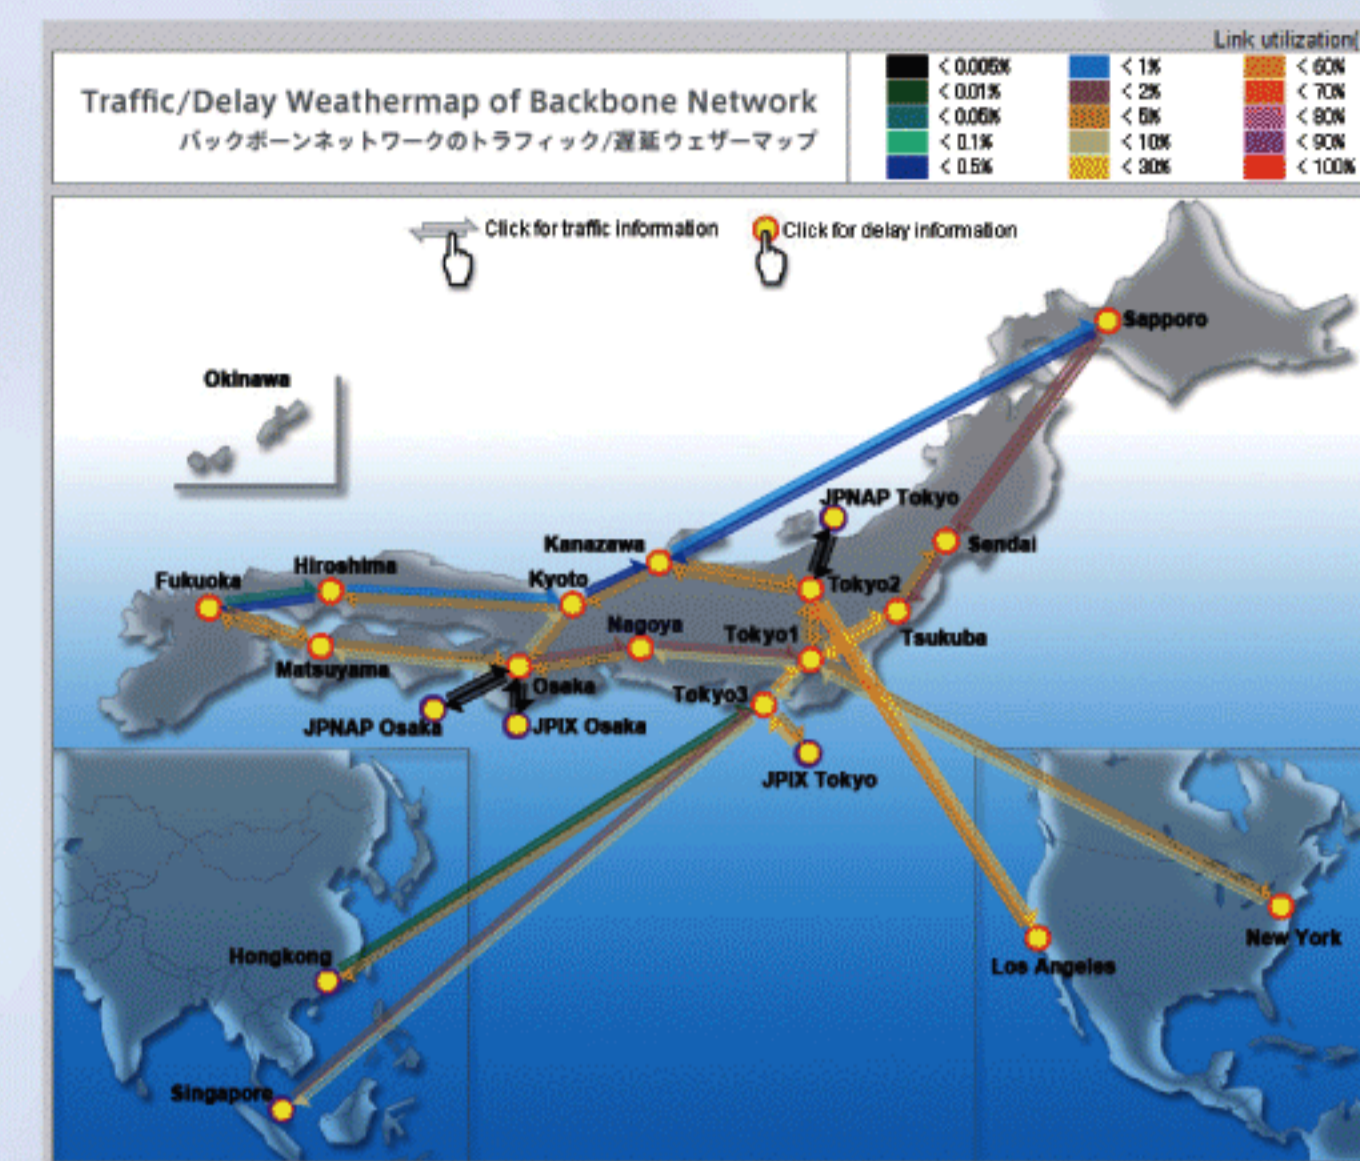 Link utilization(
Traffic/Delay Weathermap of Backbone Network
バックボーンネットワークのトラフィック/遅延ウェザーマップ
< 0.005%
< 0.01%
< 0.05%
< 0.1%
< 0.5%
< 1%
< 2%
< 5%
< 10%
< 30%
< 60%
< 70%
< 80%
< 90%
< 100%
Click for traffic information
Click for delay information
Sapporo
Okinawa
JPNAP Tokyo
Kanazawa
Sendai
Hiroshima
Fukuoka
Kyoto
Tokyo2
Nagoya
Tokyo1
Tsukuba
Matsuyama
Osaka
Tokyo3
JPNAP Osaka
JPIX Osaka
JPIX Tokyo
Hongkong
New York
Los Angeles
Singapore